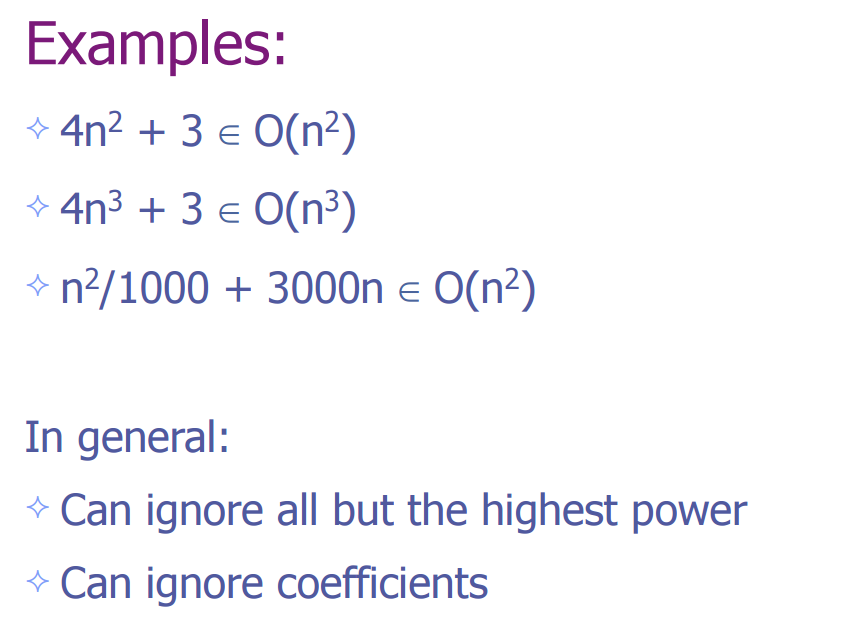 Examples:
✧ 4n² + 3 ∈ O(n²)
✧ 4n³ + 3 ∈ O(n³)
✧ n²/1000 + 3000n ∈ O(n²)
In general:
✧ Can ignore all but the highest power
✧ Can ignore coefficients